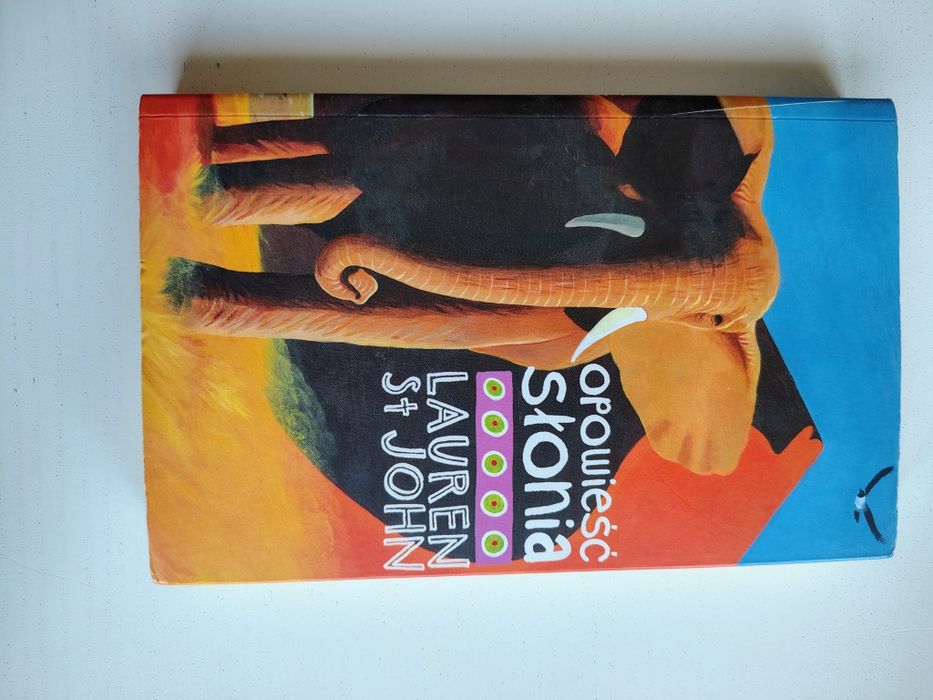 OPOWIEŚĆ
SŁONIA
LAUREN
St JOHN